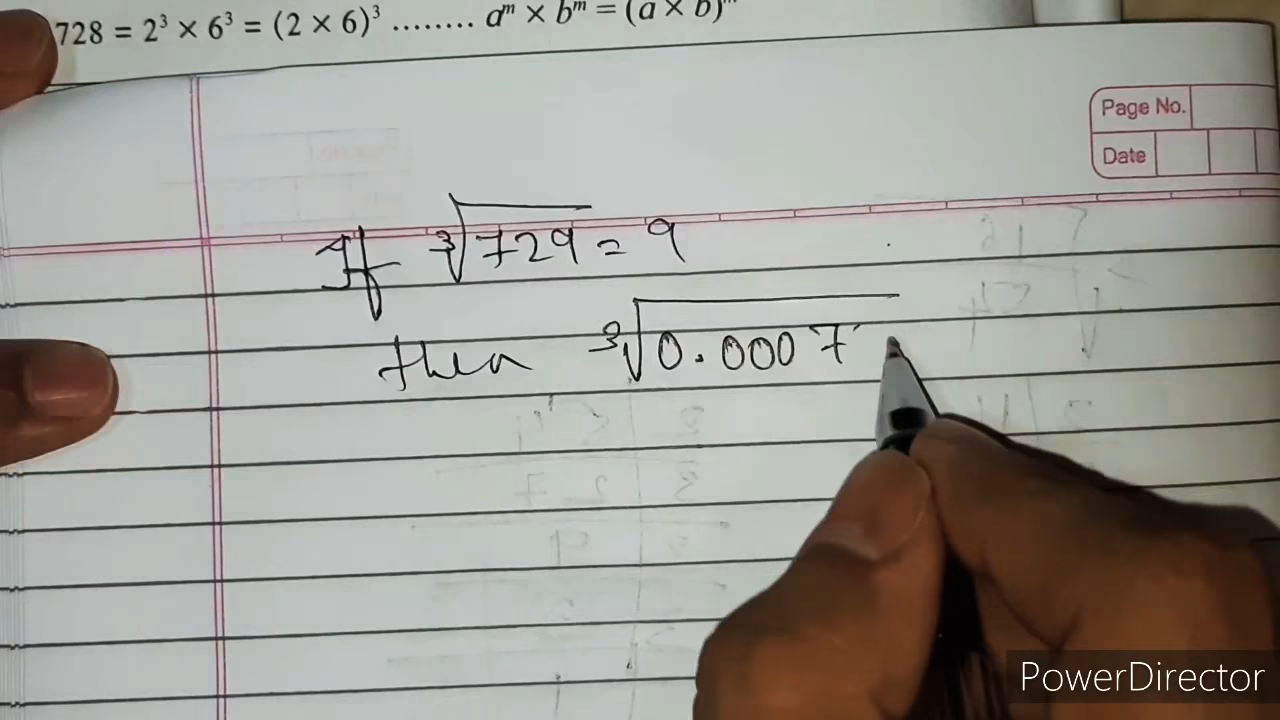 728 = 2³ × 6³ = (2 × 6)³ ........ aᵐ × bᵐ = (a × b)ᵐ
Page No.
Date
If ∛729 = 9
then ∛0.0007
PowerDirector